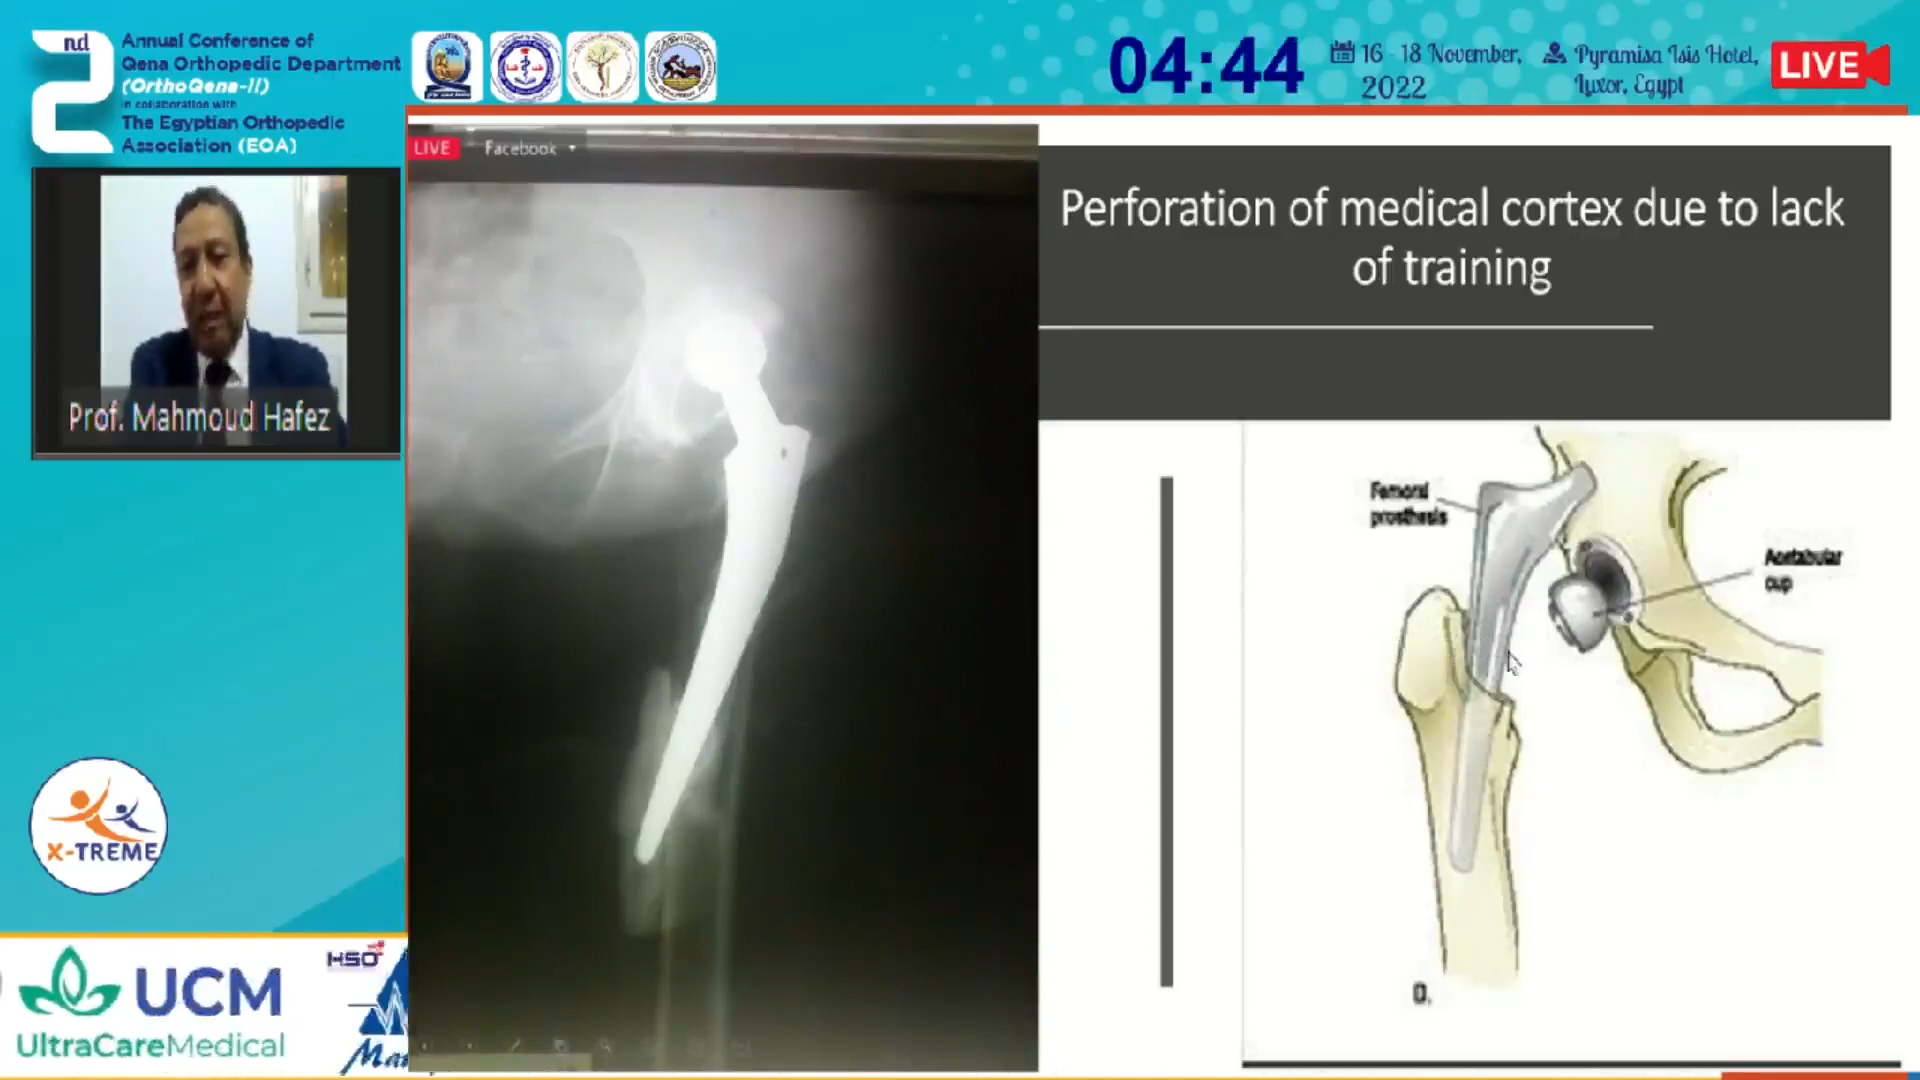 2nd
Annual Conference of
Qena Orthopedic Department
(OrthoQena-II)
in collaboration with
The Egyptian Orthopedic
Association (EOA)
04:44
16 - 18 November,
2022
Pyramisa Isis Hotel,
Luxor, Egypt
LIVE
Prof. Mahmoud Hafez
LIVE Facebook
Perforation of medical cortex due to lack
of training
Femoral
prosthesis
Acetabular
cup
D.
X-TREME
UCM
UltraCareMedical
HSO